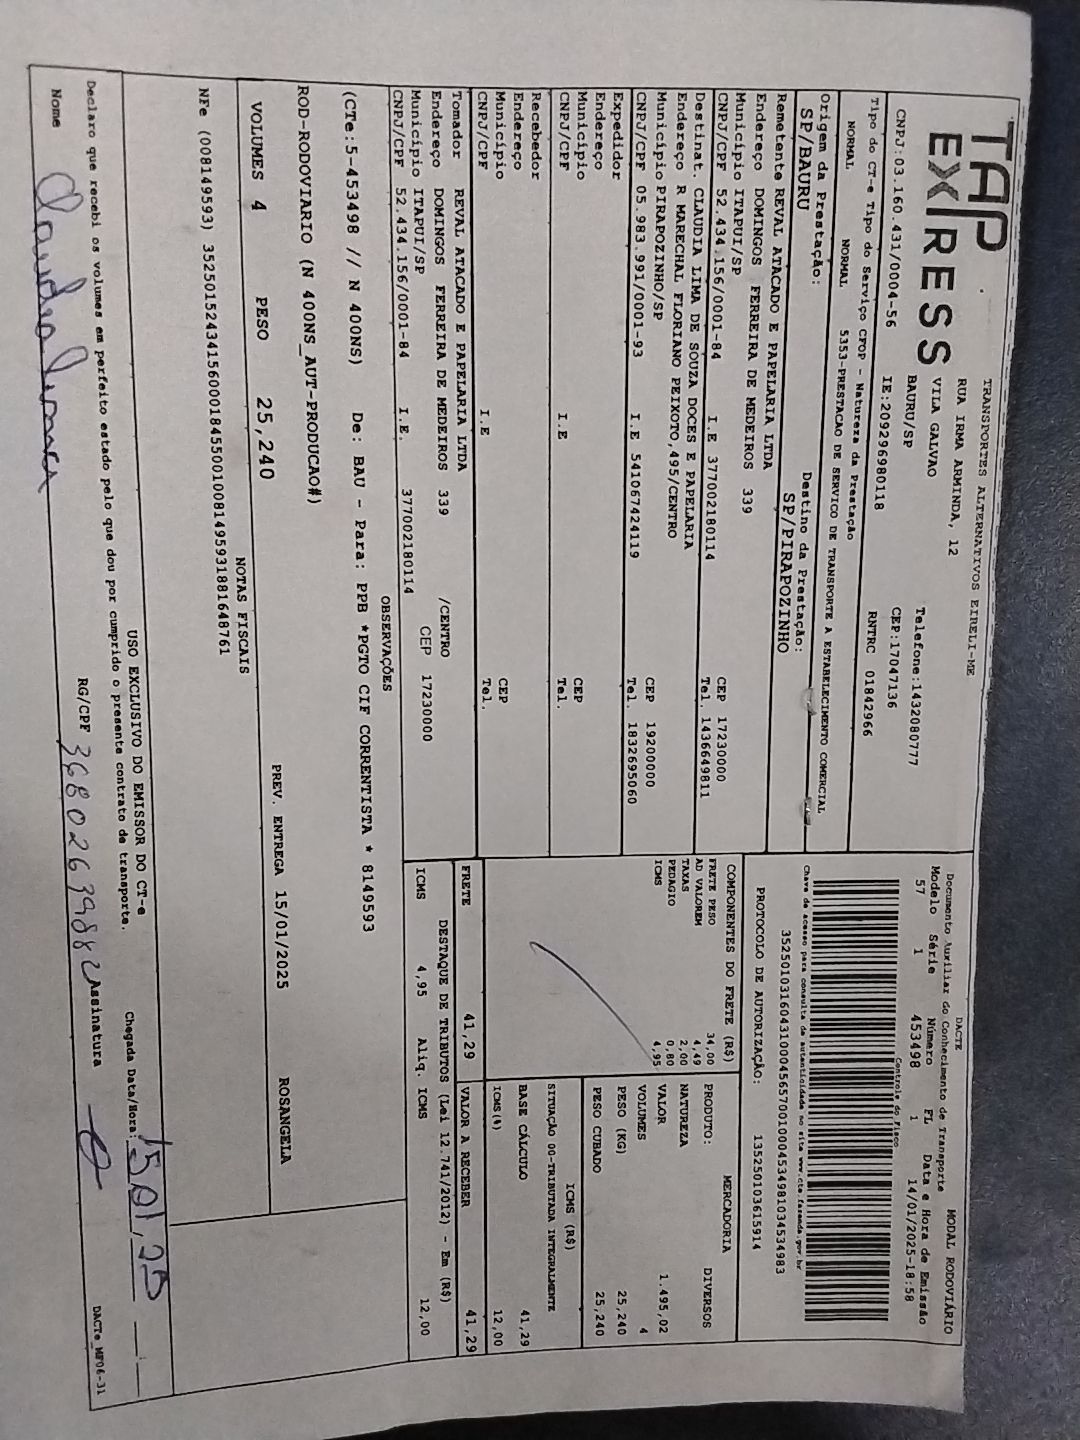 TAP EXPRESS
TRANSPORTES ALTERNATIVOS EIRELI-ME
RUA IRMA ARMINDA, 12
VILA GALVAO
BAURU/SP
Telefone:1432080777
CNPJ:03.160.431/0004-56
IE:209296980118
CEP:17047136
Tipo do CT-e Tipo do Serviço CFOP - Natureza da Prestação
RNTRC 01842966
NORMAL NORMAL 5353-PRESTACAO DE SERVICO DE TRANSPORTE A ESTABELECIMENTO COMERCIAL
Origem da Prestação:
SP/BAURU
Destino da Prestação:
SP/PIRAPOZINHO
DACTE
Documento Auxiliar do Conhecimento de Transporte
MODAL RODOVIÁRIO
Modelo Série Número FL Data e Hora de Emissão
57 1 453498 1 14/01/2025-18:58
Controle do Fisco
Chave de acesso para consulta de autenticidade no site www.cte.fazenda.gov.br
35250103160431000456570010004534981034534983
PROTOCOLO DE AUTORIZAÇÃO: 135250103615914
Remetente REVAL ATACADO E PAPELARIA LTDA
Endereço DOMINGOS FERREIRA DE MEDEIROS 339
Município ITAPUI/SP CEP 17230000
CNPJ/CPF 52.434.156/0001-84 I.E 377002180114 Tel. 1436649811
Destinat. CLAUDIA LIMA DE SOUZA DOCES E PAPELARIA
Endereço R MARECHAL FLORIANO PEIXOTO,495/CENTRO
Município PIRAPOZINHO/SP CEP 19200000
CNPJ/CPF 05.983.991/0001-93 I.E 541067424119 Tel. 1832695060
Expedidor
Endereço
Município CEP
CNPJ/CPF I.E Tel.
Recebedor
Endereço
Município CEP
CNPJ/CPF I.E Tel.
Tomador REVAL ATACADO E PAPELARIA LTDA
Endereço DOMINGOS FERREIRA DE MEDEIROS 339 /CENTRO
Município ITAPUI/SP CEP 17230000
CNPJ/CPF 52.434.156/0001-84 I.E. 377002180114
COMPONENTES DO FRETE (R$)
FRETE PESO 34,00
AD VALOREM 4,49
TAXAS 2,00
PEDAGIO 0,80
ICMS 4,95
PRODUTO: MERCADORIA
NATUREZA DIVERSOS
VALOR 1.495,02
VOLUMES 4
PESO (KG) 25,240
PESO CUBADO 25,240
ICMS (R$)
SITUAÇÃO 00-TRIBUTADA INTEGRALMENTE
BASE CÁLCULO 41,29
ICMS(%) 12,00
FRETE 41,29 VALOR A RECEBER 41,29
DESTAQUE DE TRIBUTOS (Lei 12.741/2012) - Em (R$)
ICMS 4,95 Aliq. ICMS 12,00
OBSERVAÇÕES
(CTe:5-453498 // N 400NS) De: BAU - Para: PPB *PGTO CIF CORRENTISTA * 8149593
ROD-RODOVIARIO (N 400NS_AUT-PRODUCAO#)
VOLUMES 4 PESO 25,240 PREV. ENTREGA 15/01/2025 ROSANGELA
NOTAS FISCAIS
NFe (008149593) 35250152434156000184550010081495931881648761
USO EXCLUSIVO DO EMISSOR DO CT-e
Declaro que recebi os volumes em perfeito estado pelo que dou por cumprido o presente contrato de transporte.
Chegada Data/Hora: 15,01,25
Nome RG/CPF Assinatura
DACTe_MF06-31